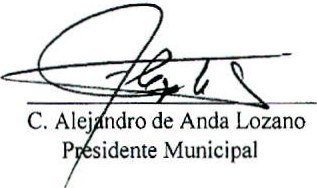 C. Alejandro de Anda Lozano
Presidente Municipal